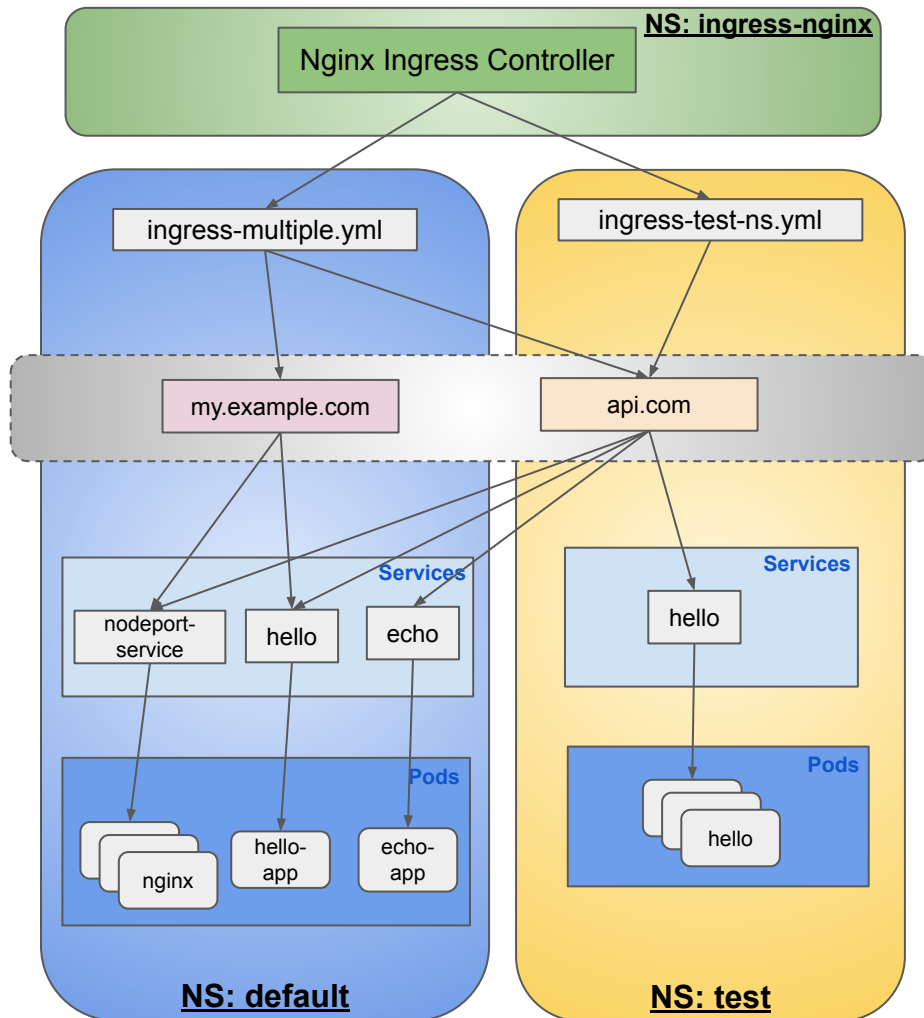 NS: ingress-nginx
Nginx Ingress Controller
ingress-multiple.yml
ingress-test-ns.yml
my.example.com
api.com
Services
nodeport-
service
hello
echo
Services
hello
Pods
nginx
hello-
app
echo-
app
Pods
hello
NS: default
NS: test